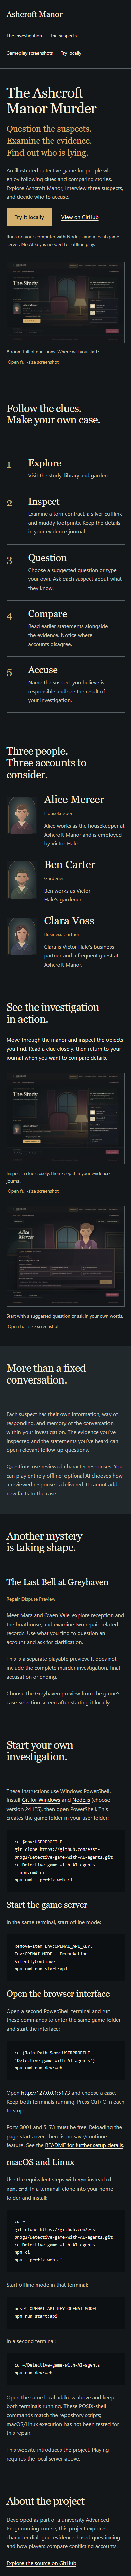 Ashcroft Manor
The investigation The suspects
Gameplay screenshots Try locally
The Ashcroft
Manor Murder
Question the suspects.
Examine the evidence.
Find out who is lying.
An illustrated detective game for people who
enjoy following clues and comparing stories.
Explore Ashcroft Manor, interview three suspects,
and decide who to accuse.
Try it locally View on GitHub
Runs on your computer with Node.js and a local game
server. No AI key is needed for offline play.
The Study
A room full of questions. Where will you start?
Open full-size screenshot
Follow the clues.
Make your own case.
1 Explore
Visit the study, library and garden.
2 Inspect
Examine a torn contract, a silver cufflink
and muddy footprints. Keep the details
in your evidence journal.
3 Question
Choose a suggested question or type
your own. Ask each suspect about what
they know.
4 Compare
Read earlier statements alongside
the evidence. Notice where
accounts disagree.
5 Accuse
Name the suspect you believe is
responsible and see the result of
your investigation.
Three people.
Three accounts to
consider.
Alice Mercer
Housekeeper
Alice works as the housekeeper at
Ashcroft Manor and is employed
by Victor Hale.
Ben Carter
Gardener
Ben works as Victor
Hale's gardener.
Clara Voss
Business partner
Clara is Victor Hale's business
partner and a frequent guest at
Ashcroft Manor.
See the investigation
in action.
Move through the manor and inspect the objects
you find. Read a clue closely, then return to your
journal when you want to compare details.
The Study
Inspect a clue closely, then keep it in your evidence
journal.
Open full-size screenshot
Alice
Mercer
Start with a suggested question or ask in your own words.
Open full-size screenshot
More than a fixed
conversation.
Each suspect has their own information, way of
responding, and memory of the conversation
within your investigation. The evidence you've
inspected and the statements you've heard can
open relevant follow-up questions.
Questions use reviewed character responses. You
can play entirely offline; optional AI chooses how
a reviewed response is delivered. It cannot add
new facts to the case.
Another mystery
is taking shape.
The Last Bell at Greyhaven
Repair Dispute Preview
Meet Mara and Owen Vale, explore reception and
the boathouse, and examine two repair-related
records. Use what you find to question an
account and ask for clarification.
This is a separate playable preview. It does not
include the complete murder investigation, final
accusation or ending.
Choose the Greyhaven preview from the game's
case-selection screen after starting it locally.
Start your own
investigation.
These instructions use Windows PowerShell.
Install Git for Windows and Node.js (choose
version 24 LTS), then open PowerShell. This
creates the game folder in your user folder:
cd $env:USERPROFILE
git clone https://github.com/esst-
prog2/Detective-game-with-AI-agents.git
cd Detective-game-with-AI-agents
npm.cmd ci
npm.cmd --prefix web ci
Start the game server
In the same terminal, start offline mode:
Remove-Item Env:OPENAI_API_KEY,
Env:OPENAI_MODEL -ErrorAction
SilentlyContinue
npm.cmd run start:api
Open the browser interface
Open a second PowerShell terminal and run
these commands to enter the same game folder
and start the interface:
cd (Join-Path $env:USERPROFILE
'Detective-game-with-AI-agents')
npm.cmd run dev:web
Open http://127.0.0.1:5173 and choose a case.
Keep both terminals running. Press Ctrl+C in each
to stop.
Ports 3001 and 5173 must be free. Reloading the
page starts over; there is no save/continue
feature. See the README for further setup details.
macOS and Linux
Use the equivalent steps with npm instead of
npm.cmd. In a terminal, clone into your home
folder and install:
cd ~
git clone https://github.com/esst-
prog2/Detective-game-with-AI-agents.git
cd Detective-game-with-AI-agents
npm ci
npm --prefix web ci
Start offline mode in that terminal:
unset OPENAI_API_KEY OPENAI_MODEL
npm run start:api
In a second terminal:
cd ~/Detective-game-with-AI-agents
npm run dev:web
Open the same local address above and keep
both terminals running. These POSIX-shell
commands match the repository scripts;
macOS/Linux execution has not been tested for
this repair.
This website introduces the project. Playing
requires the local server above.
About the project
Developed as part of a university Advanced
Programming course, this project explores
character dialogue, evidence-based questioning
and how players compare conflicting accounts.
Explore the source on GitHub